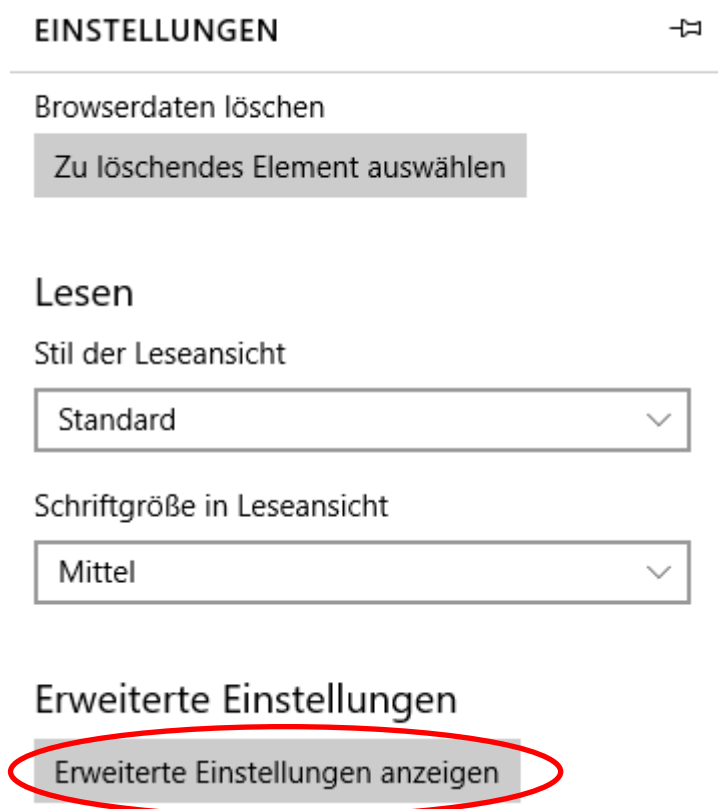 EINSTELLUNGEN
Browserdaten löschen
Zu löschendes Element auswählen
Lesen
Stil der Leseansicht
Standard
Schriftgröße in Leseansicht
Mittel
Erweiterte Einstellungen
Erweiterte Einstellungen anzeigen